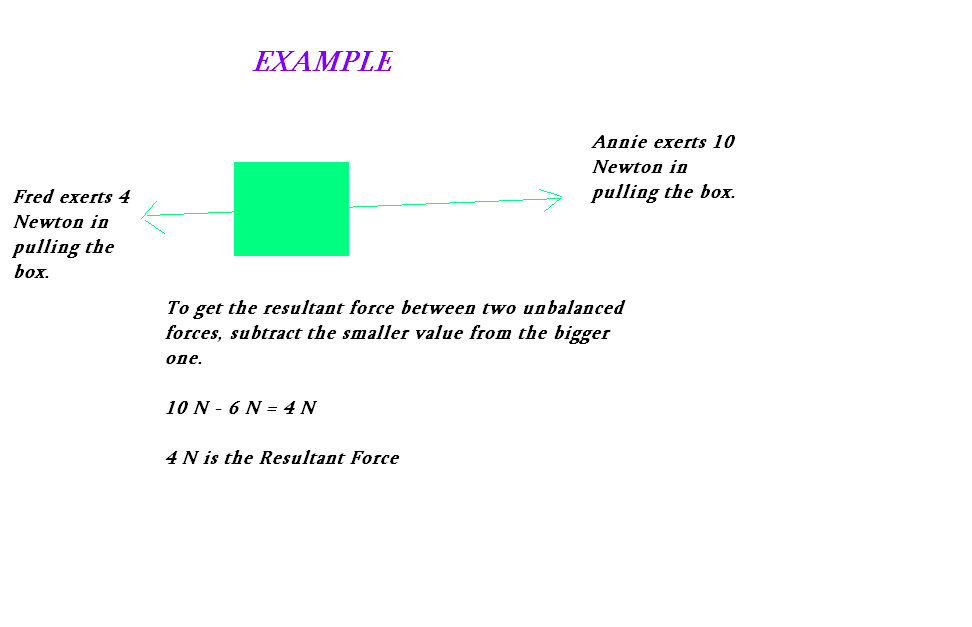 EXAMPLE
Annie exerts 10
Newton in
pulling the box.
Fred exerts 4
Newton in
pulling the
box.
To get the resultant force between two unbalanced
forces, subtract the smaller value from the bigger
one.
10 N - 6 N = 4 N
4 N is the Resultant Force